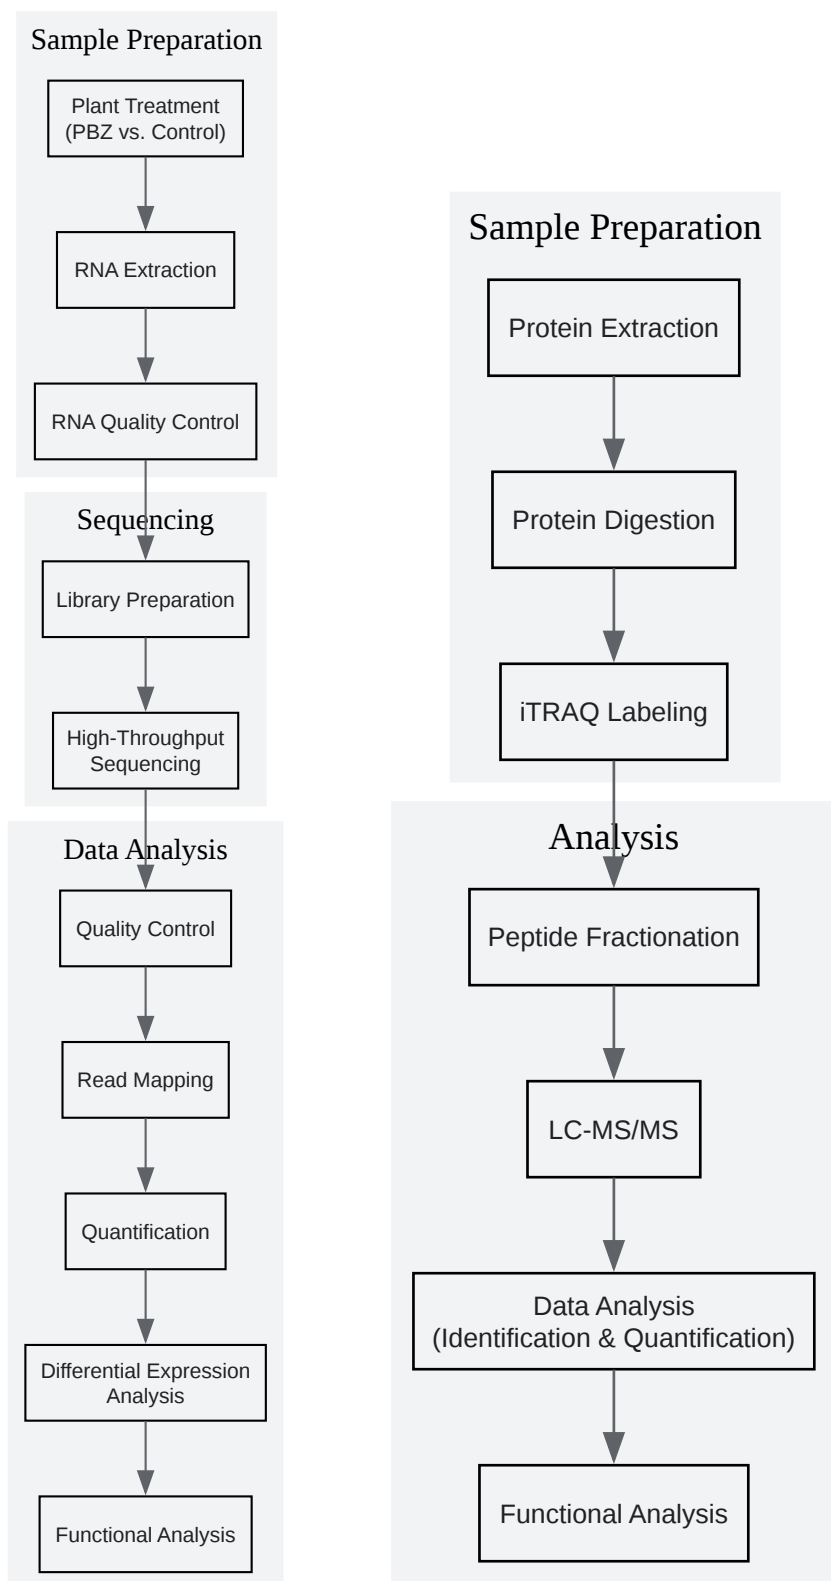 Sample Preparation
Plant Treatment
(PBZ vs. Control)
RNA Extraction
RNA Quality Control
Sequencing
Library Preparation
High-Throughput
Sequencing
Data Analysis
Quality Control
Read Mapping
Quantification
Differential Expression
Analysis
Functional Analysis
Sample Preparation
Protein Extraction
Protein Digestion
iTRAQ Labeling
Analysis
Peptide Fractionation
LC-MS/MS
Data Analysis
(Identification & Quantification)
Functional Analysis